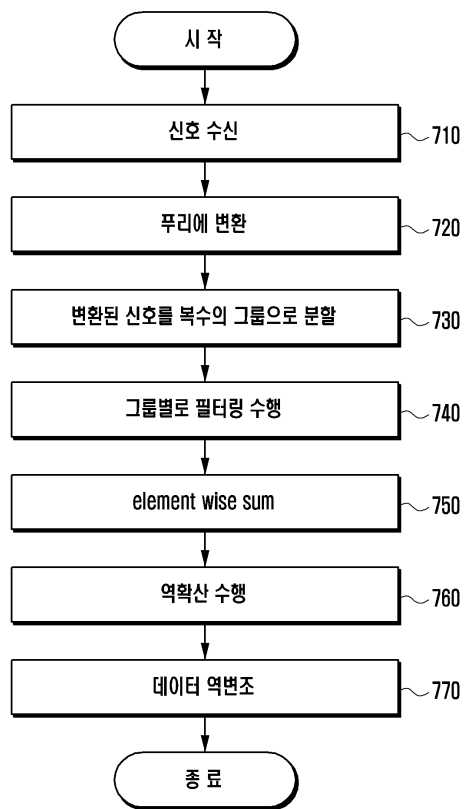 시 작
신호 수신
710
푸리에 변환
720
변환된 신호를 복수의 그룹으로 분할
730
그룹별로 필터링 수행
740
element wise sum
750
역확산 수행
760
데이터 역변조
770
종 료